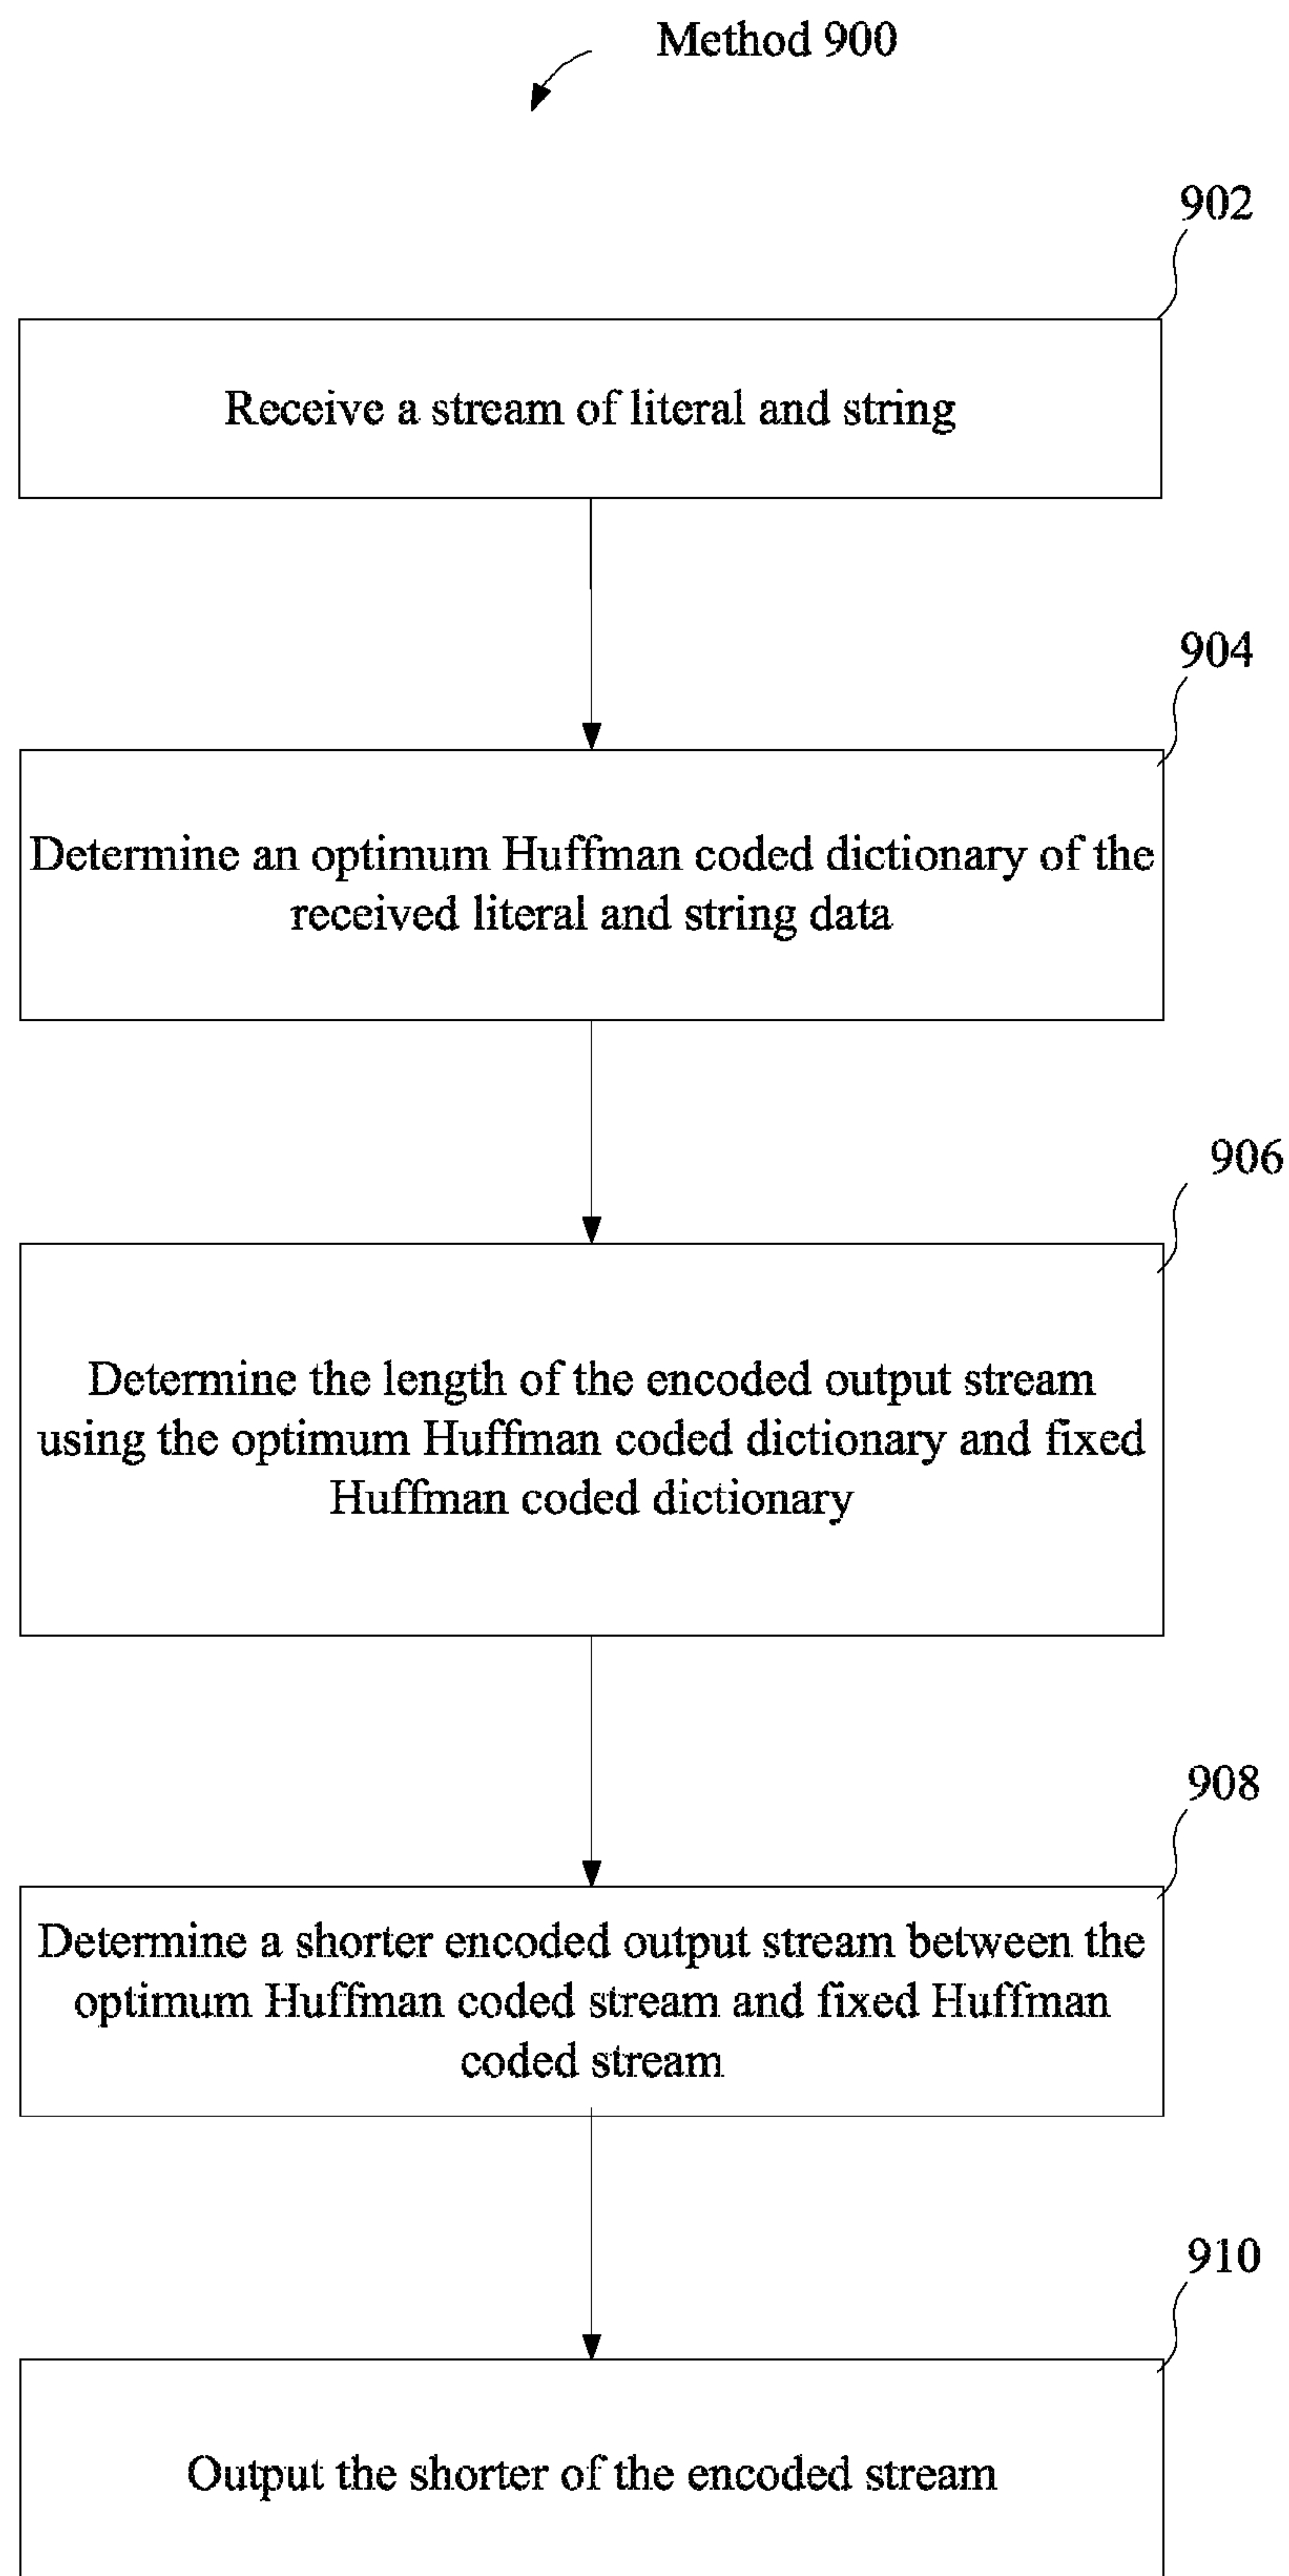 Method 900
902
Receive a stream of literal and string
904
Determine an optimum Huffman coded dictionary of the
received literal and string data
906
Determine the length of the encoded output stream
using the optimum Huffman coded dictionary and fixed
Huffman coded dictionary
908
Determine a shorter encoded output stream between the
optimum Huffman coded stream and fixed Huffman
coded stream
910
Output the shorter of the encoded stream